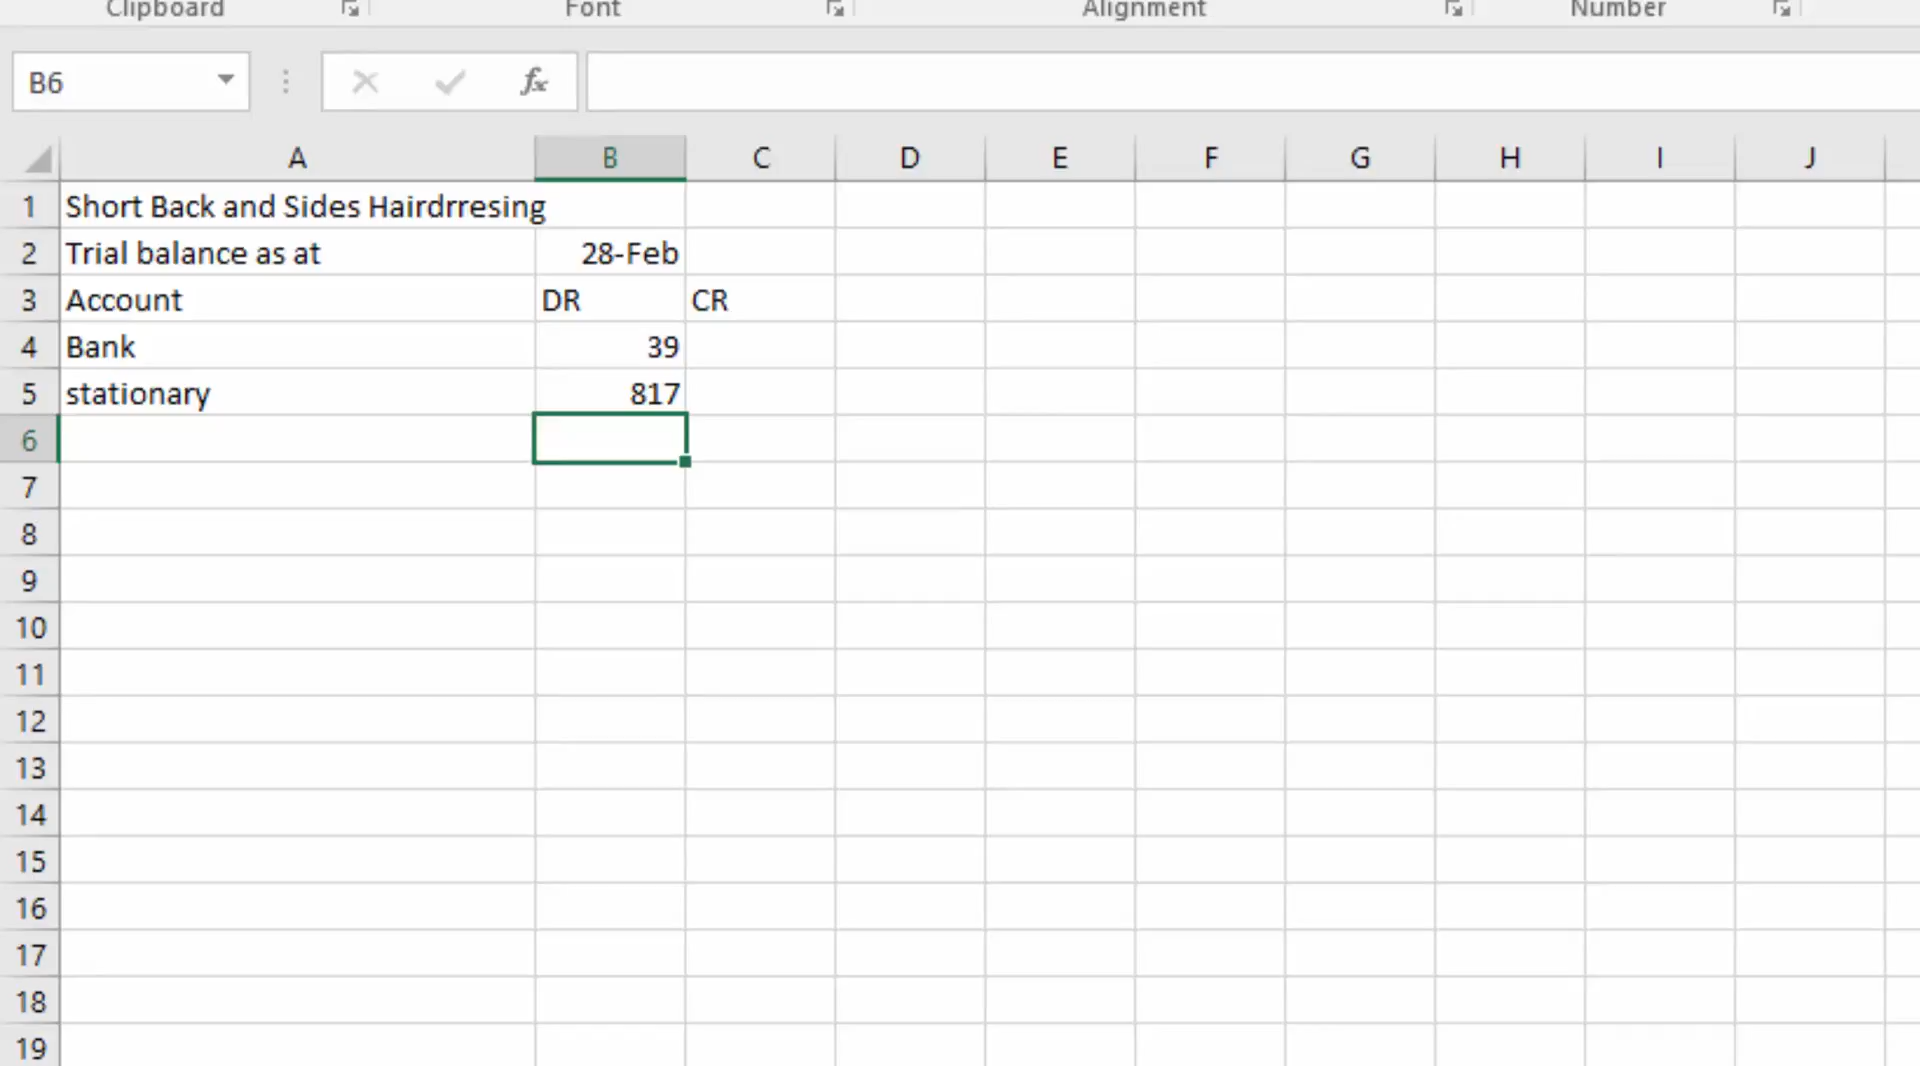 Clipboard Font Alignment Number
B6 fx
A B C D E F G H I J
1 Short Back and Sides Hairdrresing
2 Trial balance as at 28-Feb
3 Account DR CR
4 Bank 39
5 stationary 817
6
7
8
9
10
11
12
13
14
15
16
17
18
19